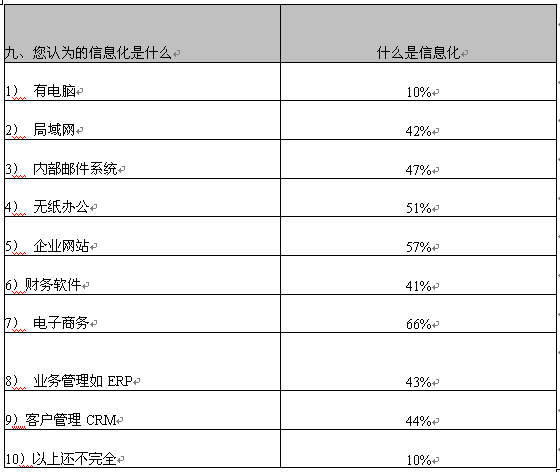 九、您认为的信息化是什么 什么是信息化
1) 有电脑 10%
2) 局域网 42%
3) 内部邮件系统 47%
4) 无纸办公 51%
5) 企业网站 57%
6)财务软件 41%
7) 电子商务 66%
8) 业务管理如 ERP 43%
9)客户管理 CRM 44%
10)以上还不完全 10%